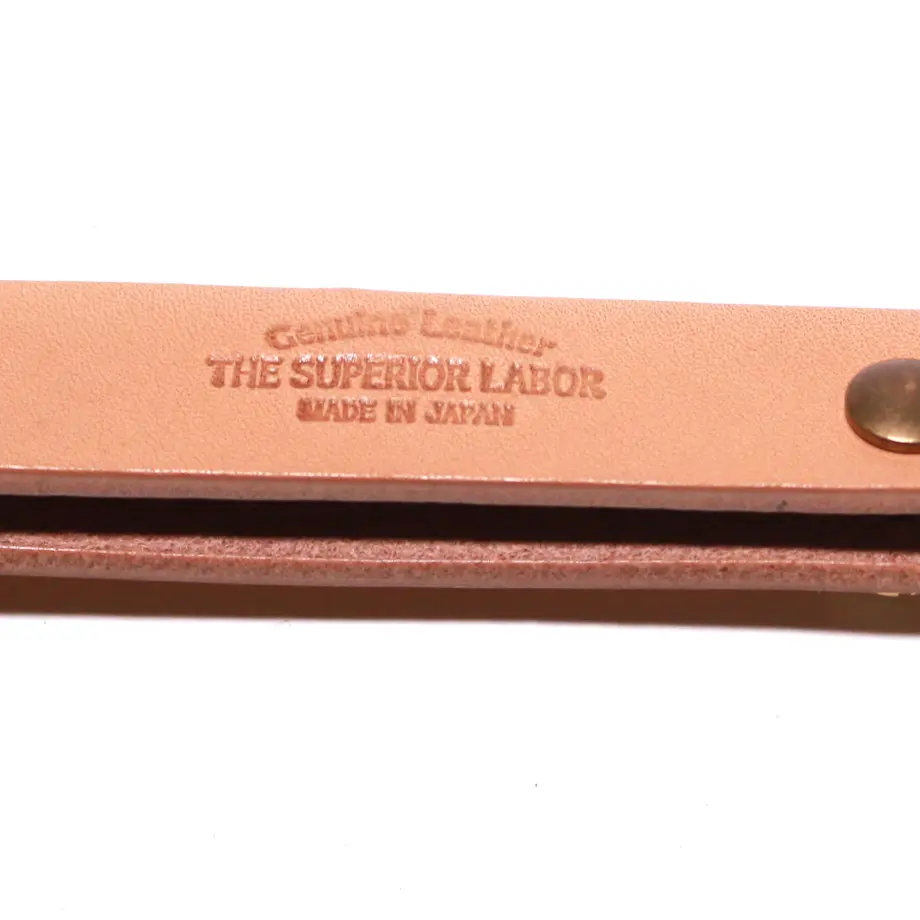 Genuine Leather
THE SUPERIOR LABOR
MADE IN JAPAN